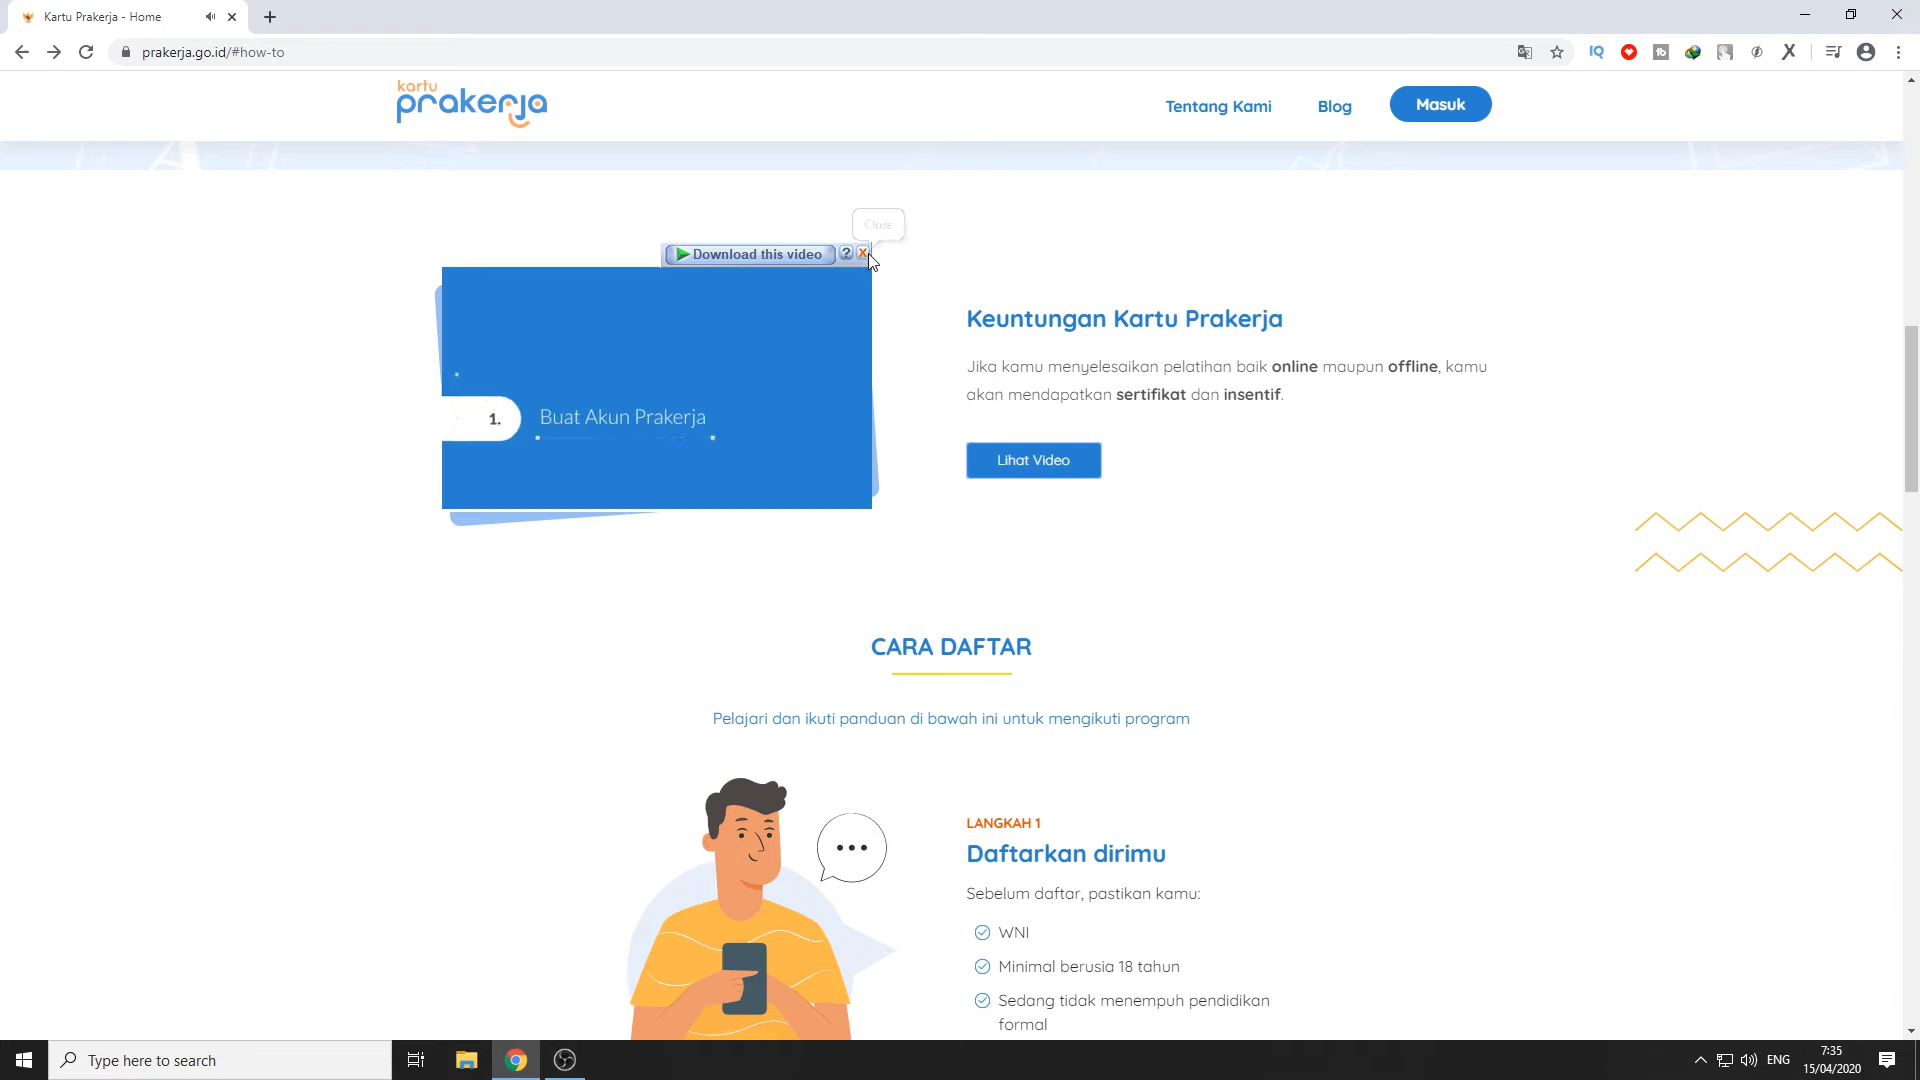 Kartu Prakerja - Home
prakerja.go.id/#how-to
IQ
tb
kartu
prakerja
Tentang Kami
Blog
Masuk
Close
Download this video
?
X
1.
Buat Akun Prakerja
Keuntungan Kartu Prakerja
Jika kamu menyelesaikan pelatihan baik online maupun offline, kamu
akan mendapatkan sertifikat dan insentif.
Lihat Video
CARA DAFTAR
Pelajari dan ikuti panduan di bawah ini untuk mengikuti program
LANGKAH 1
Daftarkan dirimu
Sebelum daftar, pastikan kamu:
WNI
Minimal berusia 18 tahun
Sedang tidak menempuh pendidikan
formal
Type here to search
ENG
7:35
15/04/2020